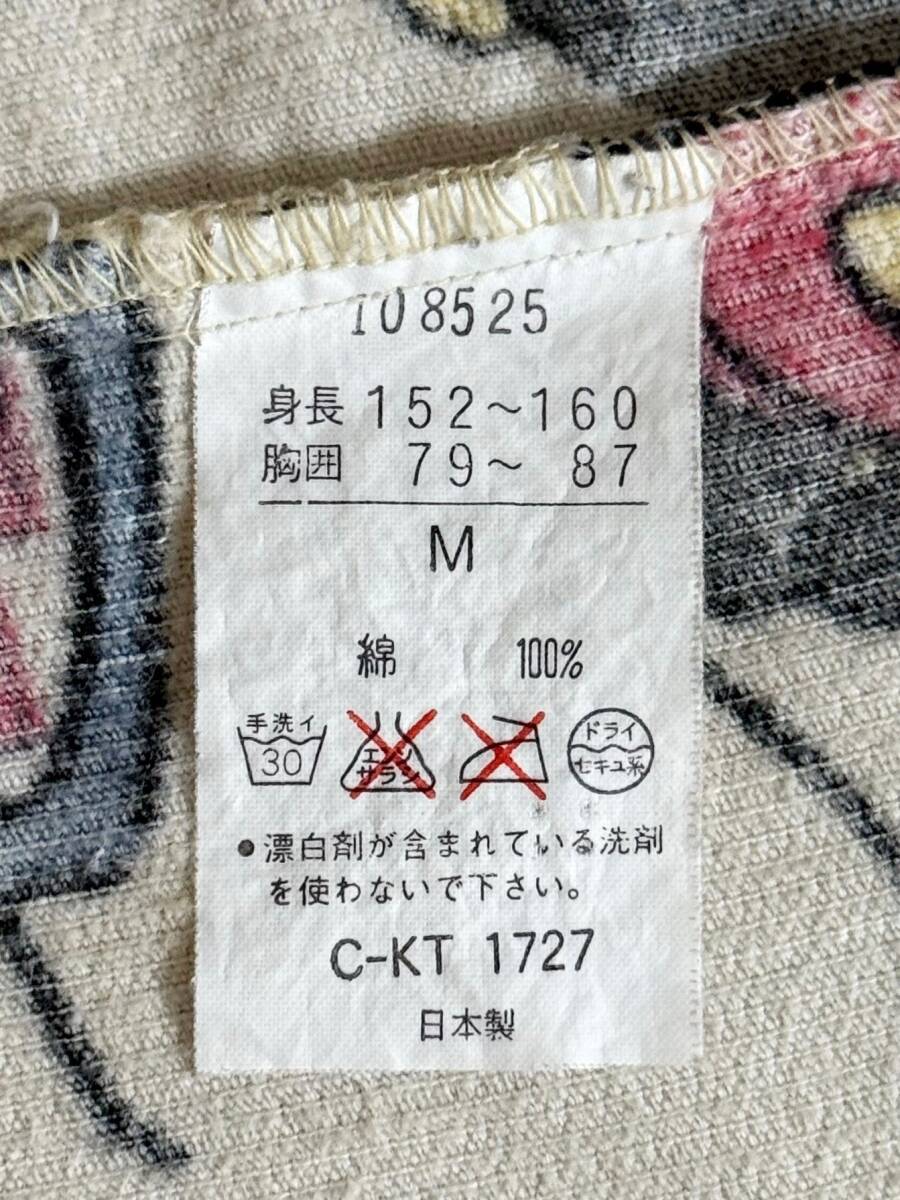 108525
身長 152～160
胸囲 79～ 87
M
綿 100%
手洗イ 30 エンソサラシ ドライ セキユ系
●漂白剤が含まれている洗剤
を使わないで下さい。
C-KT 1727
日本製